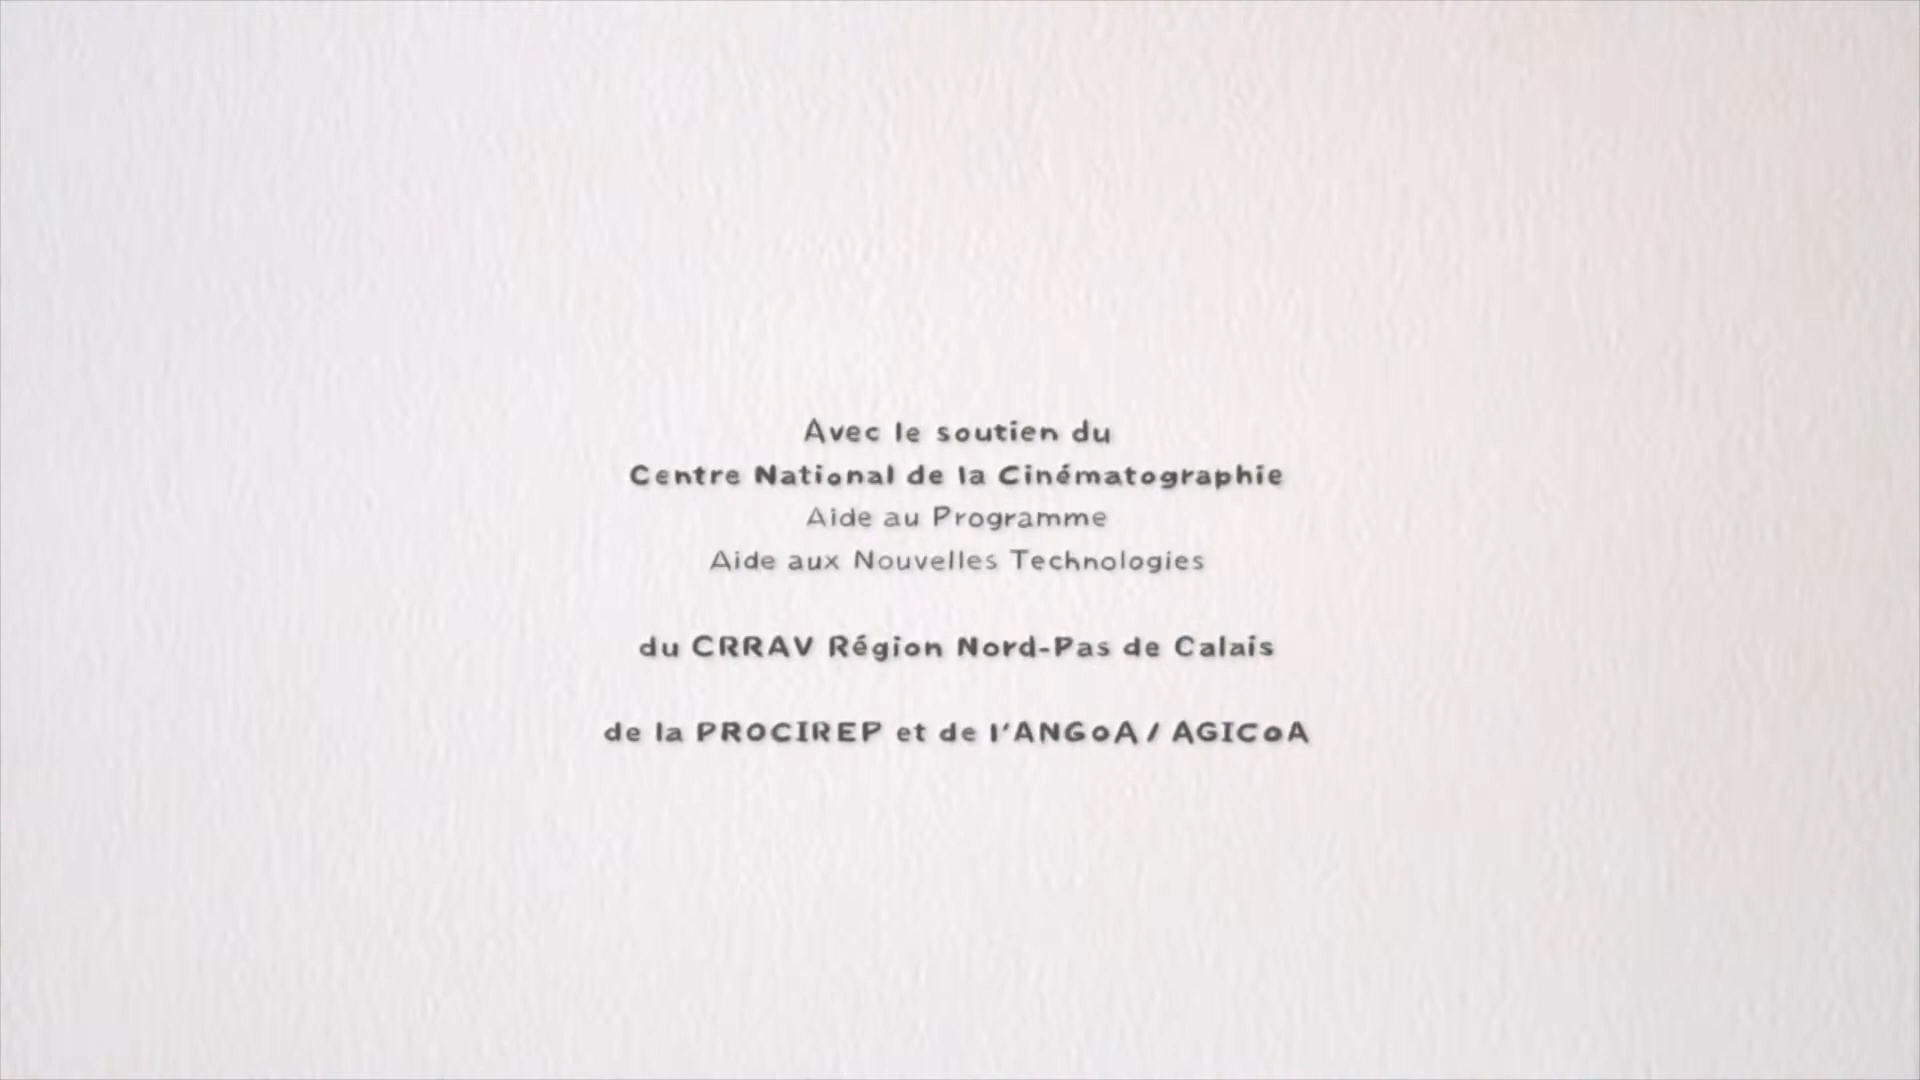 Avec le soutien du
Centre National de la Cinématographie
Aide au Programme
Aide aux Nouvelles Technologies
du CRRAV Région Nord-Pas de Calais
de la PROCIREP et de l'ANGoA / AGICoA